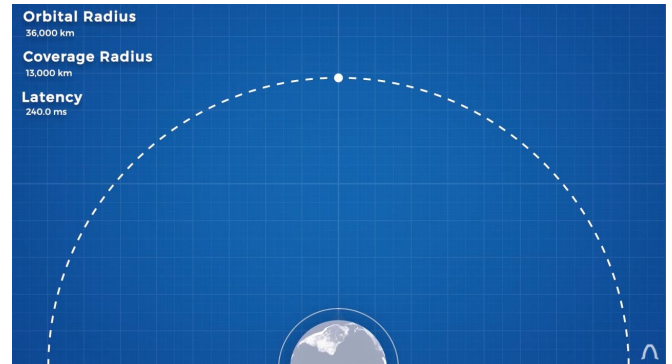 Orbital Radius
36,000 km
Coverage Radius
13,000 km
Latency
240.0 ms